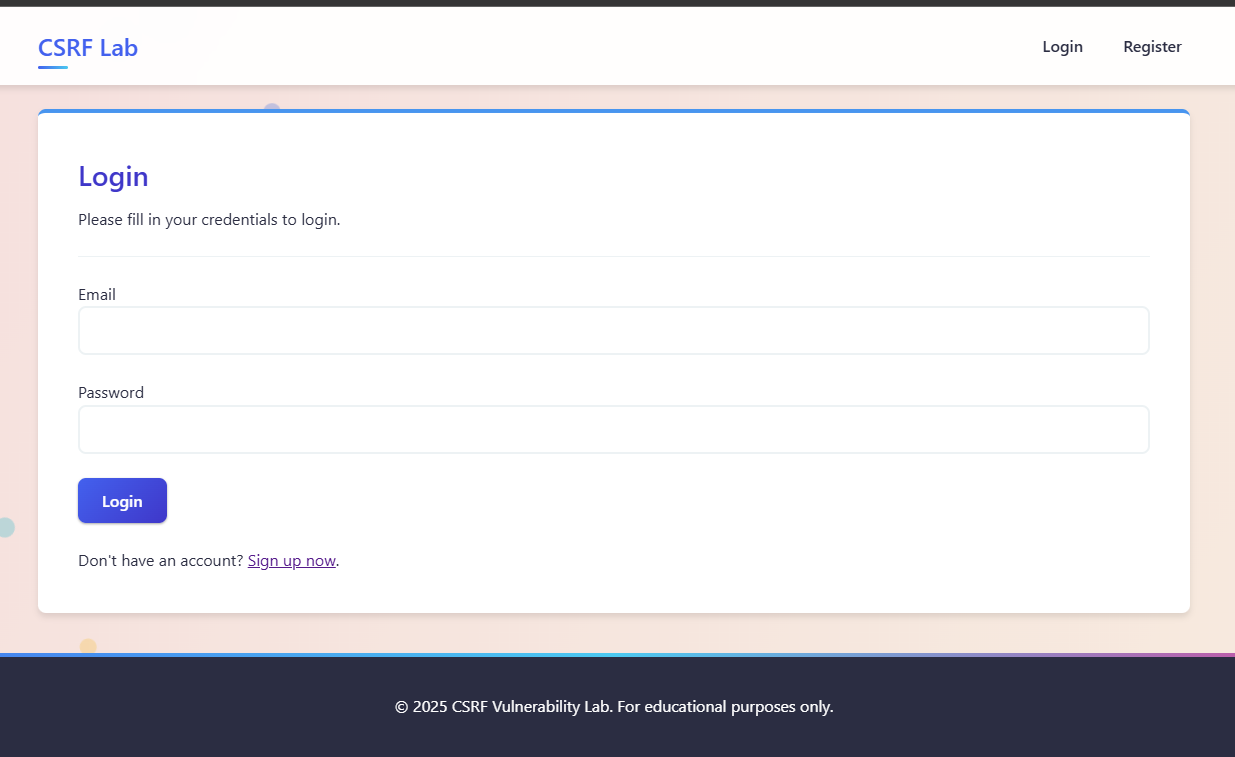 CSRF Lab
Login
Register
Login
Please fill in your credentials to login.
Email
Password
Login
Don't have an account? Sign up now.
© 2025 CSRF Vulnerability Lab. For educational purposes only.